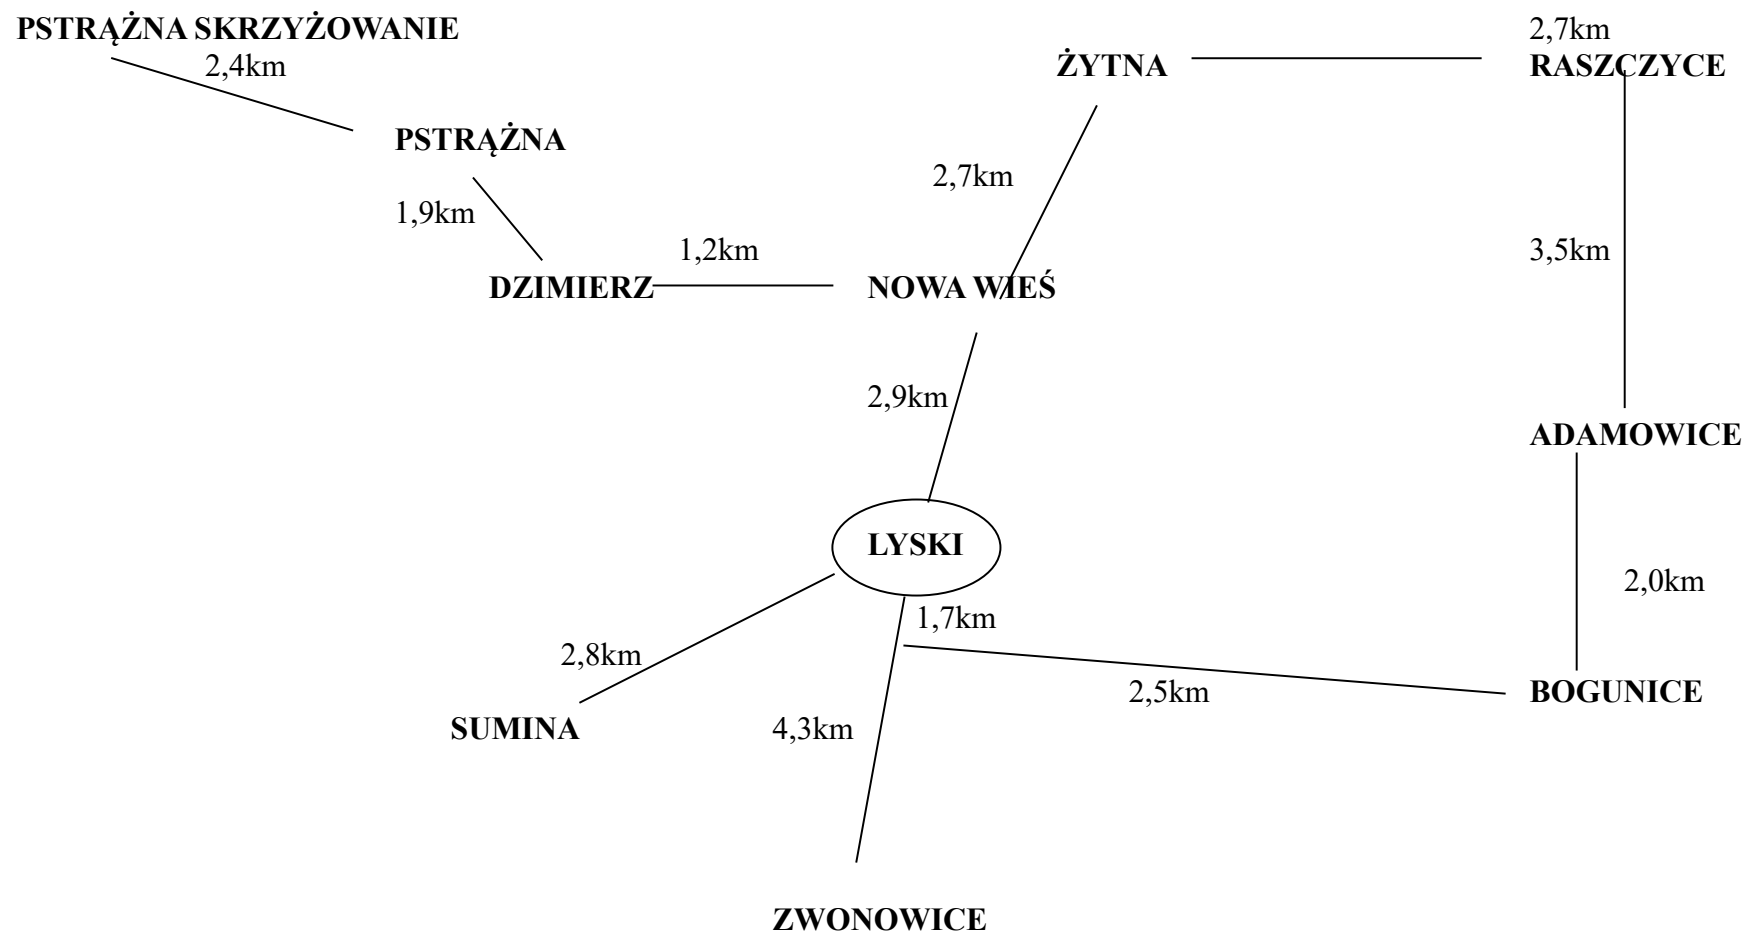 PSTRĄŻNA SKRZYŻOWANIE
2,7km
2,4km
ŻYTNA
RASZCZYCE
PSTRĄŻNA
2,7km
1,9km
1,2km
3,5km
DZIMIERZ
NOWA WIEŚ
2,9km
ADAMOWICE
LYSKI
2,0km
1,7km
2,8km
2,5km
BOGUNICE
SUMINA
4,3km
ZWONOWICE